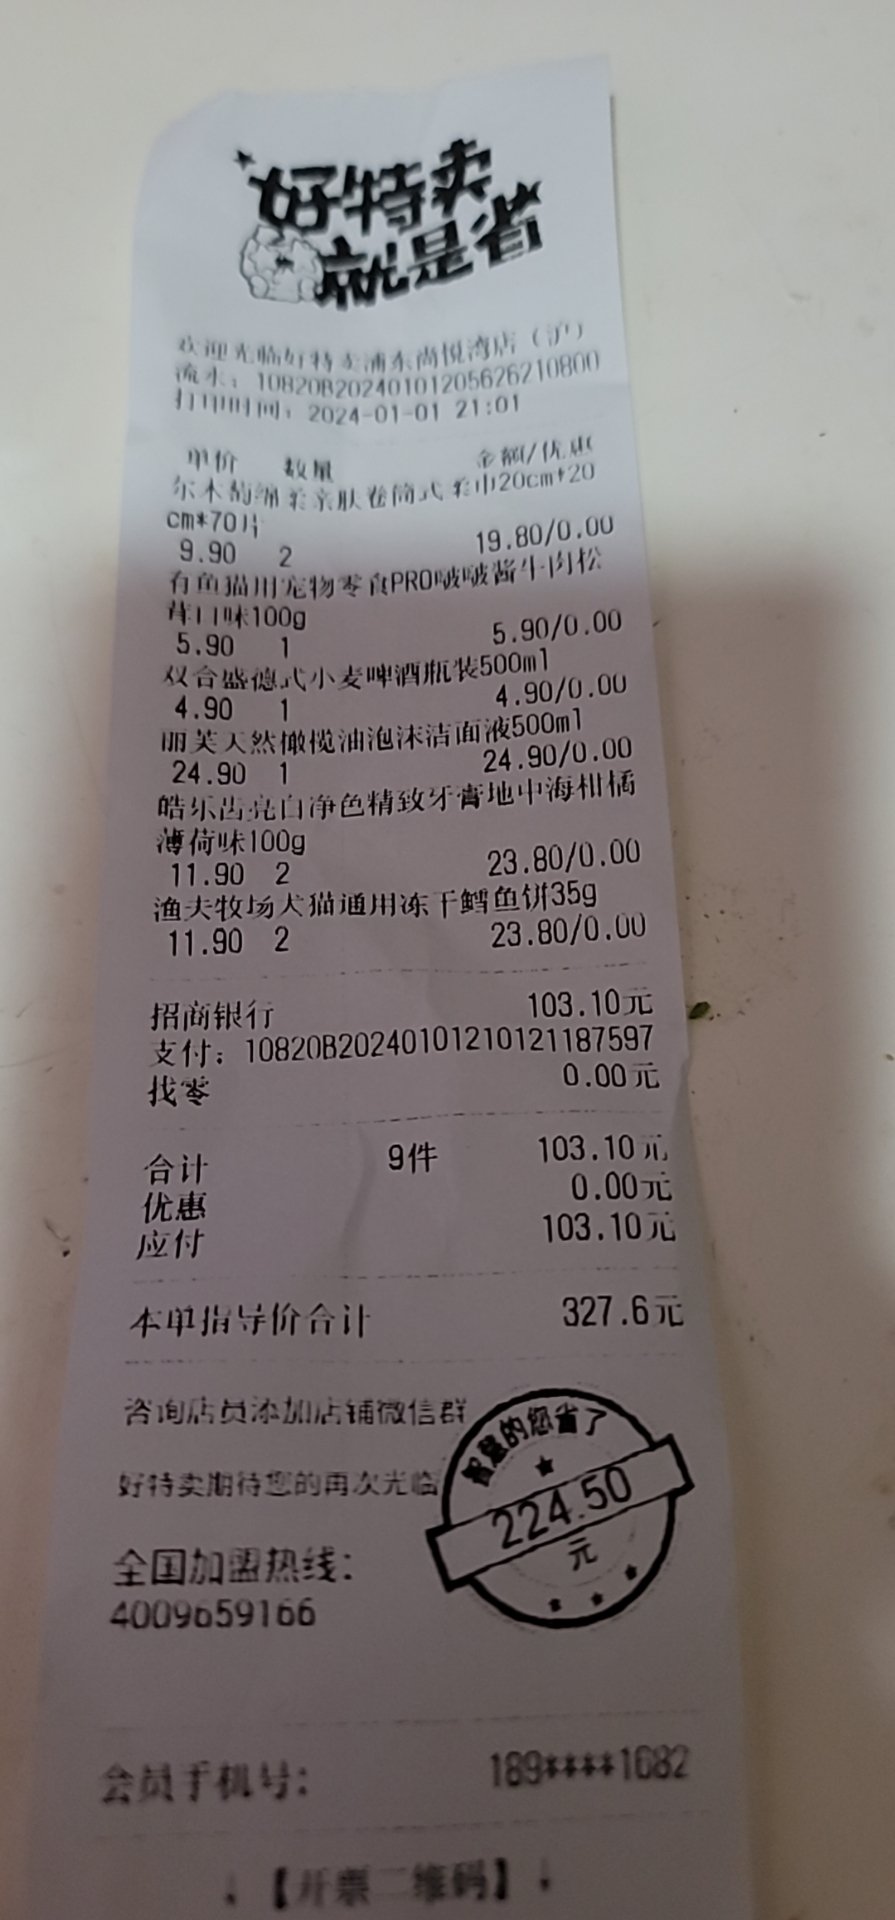 好特卖
就是省
欢迎光临好特卖浦东尚悦湾店（沪）
流水：10820B20240101205626210800
打印时间：2024-01-01 21:01
单价 数量 金额/优惠
尔木萄绵柔亲肤卷筒式柔巾20cm*20
cm*70片
9.90 2 19.80/0.00
有鱼猫用宠物零食PRO啵啵酱牛肉松
茸口味100g
5.90 1 5.90/0.00
双合盛德式小麦啤酒瓶装500ml
4.90 1 4.90/0.00
丽芙天然橄榄油泡沫洁面液500ml
24.90 1 24.90/0.00
皓乐齿亮白净色精致牙膏地中海柑橘
薄荷味100g
11.90 2 23.80/0.00
渔夫牧场犬猫通用冻干鳕鱼饼35g
11.90 2 23.80/0.00
招商银行 103.10元
支付：10820B20240101210121187597
找零 0.00元
合计 9件 103.10元
优惠 0.00元
应付 103.10元
本单指导价合计 327.6元
咨询店员添加店铺微信群
好特卖期待您的再次光临
智慧的您省了
224.50
元
全国加盟热线：
4009659166
会员手机号： 189****1682
↓【开票二维码】↓